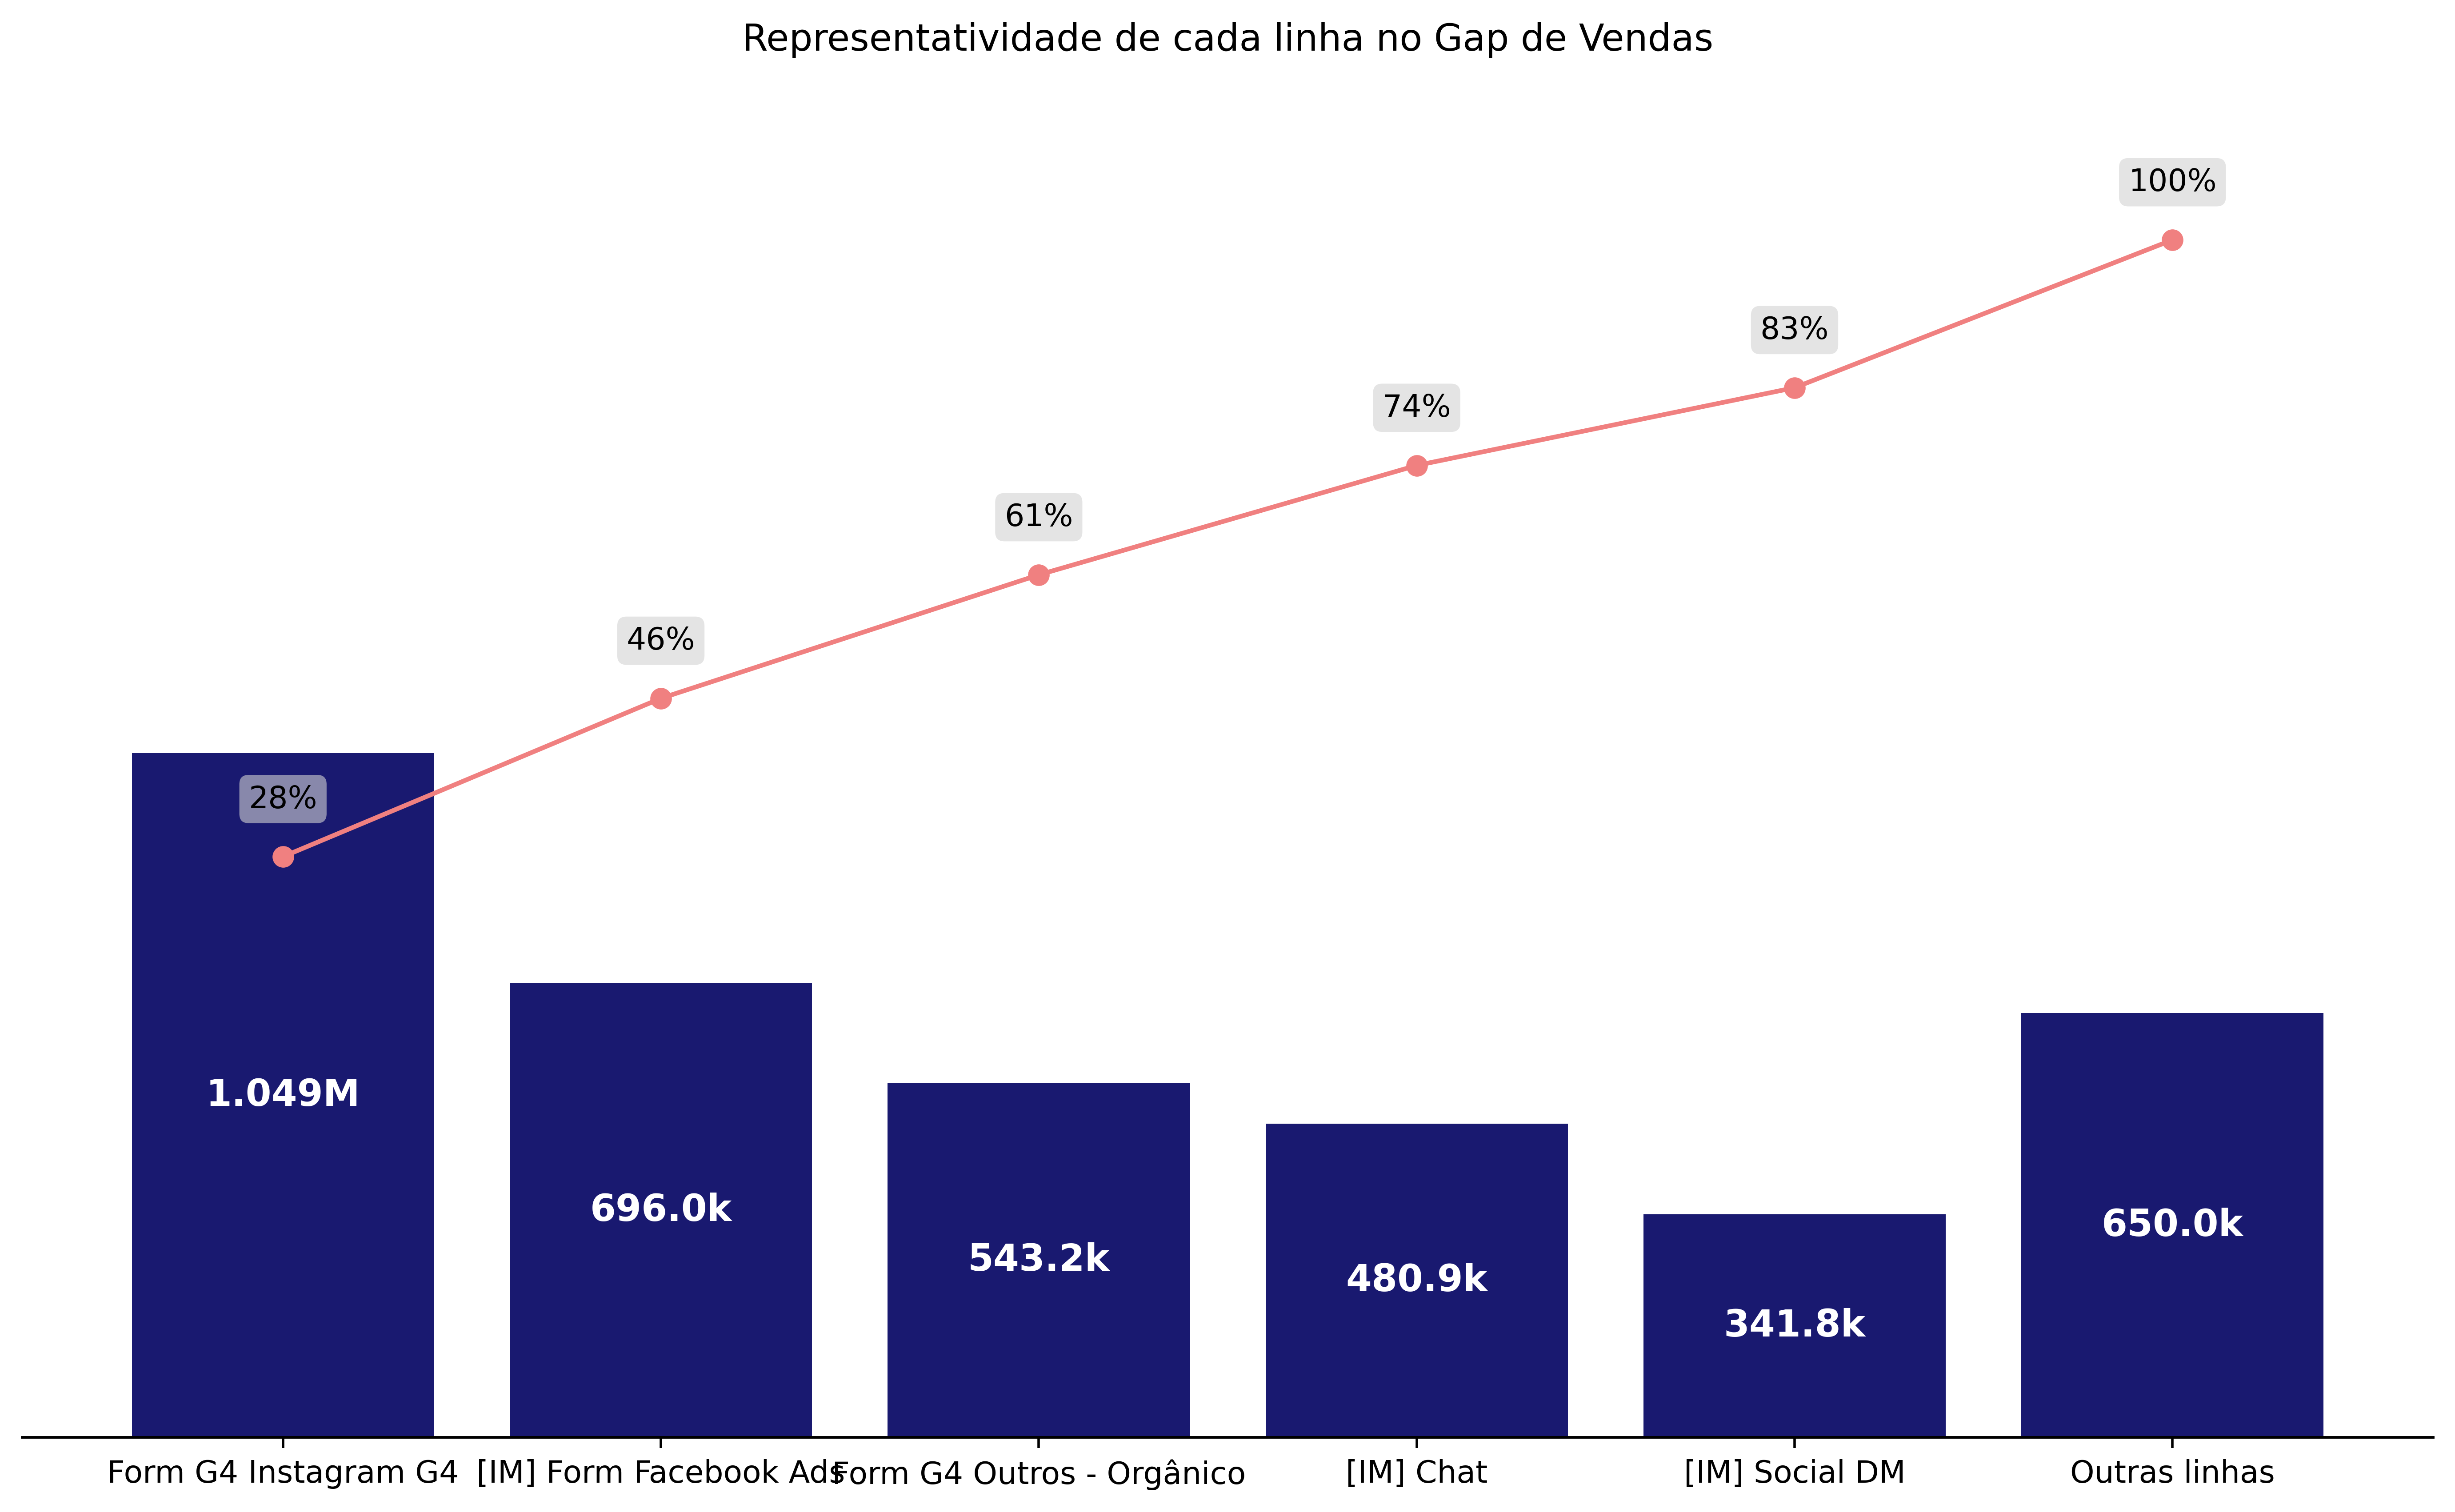 Representatividade de cada linha no Gap de Vendas
100%
83%
74%
61%
46%
28%
1.049M
696.0k
543.2k
480.9k
341.8k
650.0k
Form G4 Instagram G4
[IM] Form Facebook Ads
Form G4 Outros - Orgânico
[IM] Chat
[IM] Social DM
Outras linhas